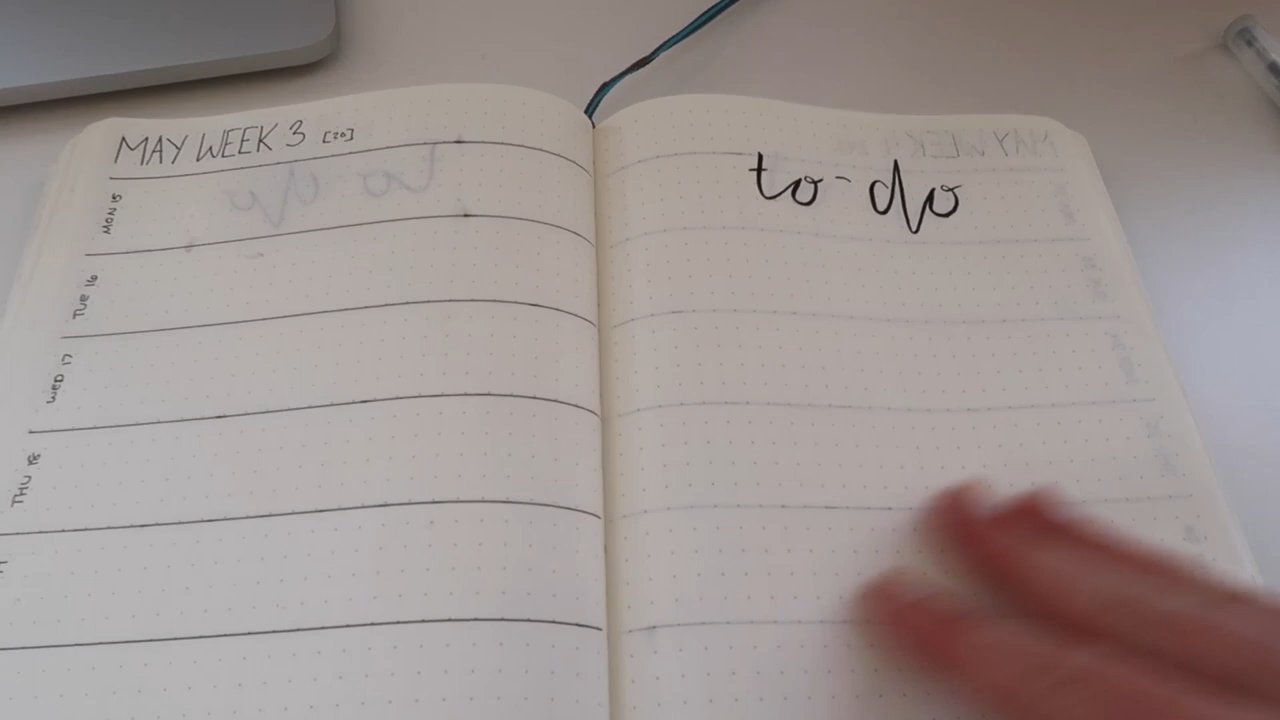 MAY WEEK 3 [20]
MON 15
TUE 16
WED 17
THU 18
to-do